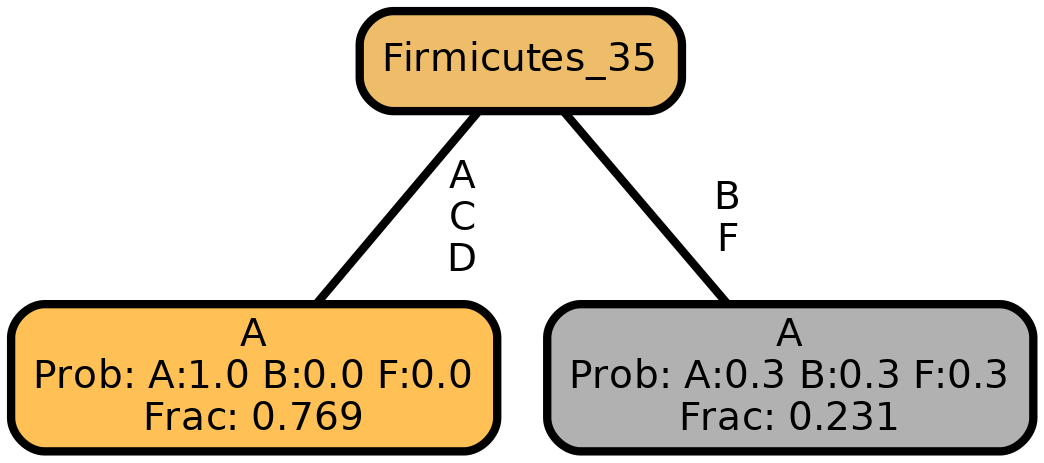 Firmicutes_35
A
C
D
B
F
A
Prob: A:1.0 B:0.0 F:0.0
Frac: 0.769
A
Prob: A:0.3 B:0.3 F:0.3
Frac: 0.231